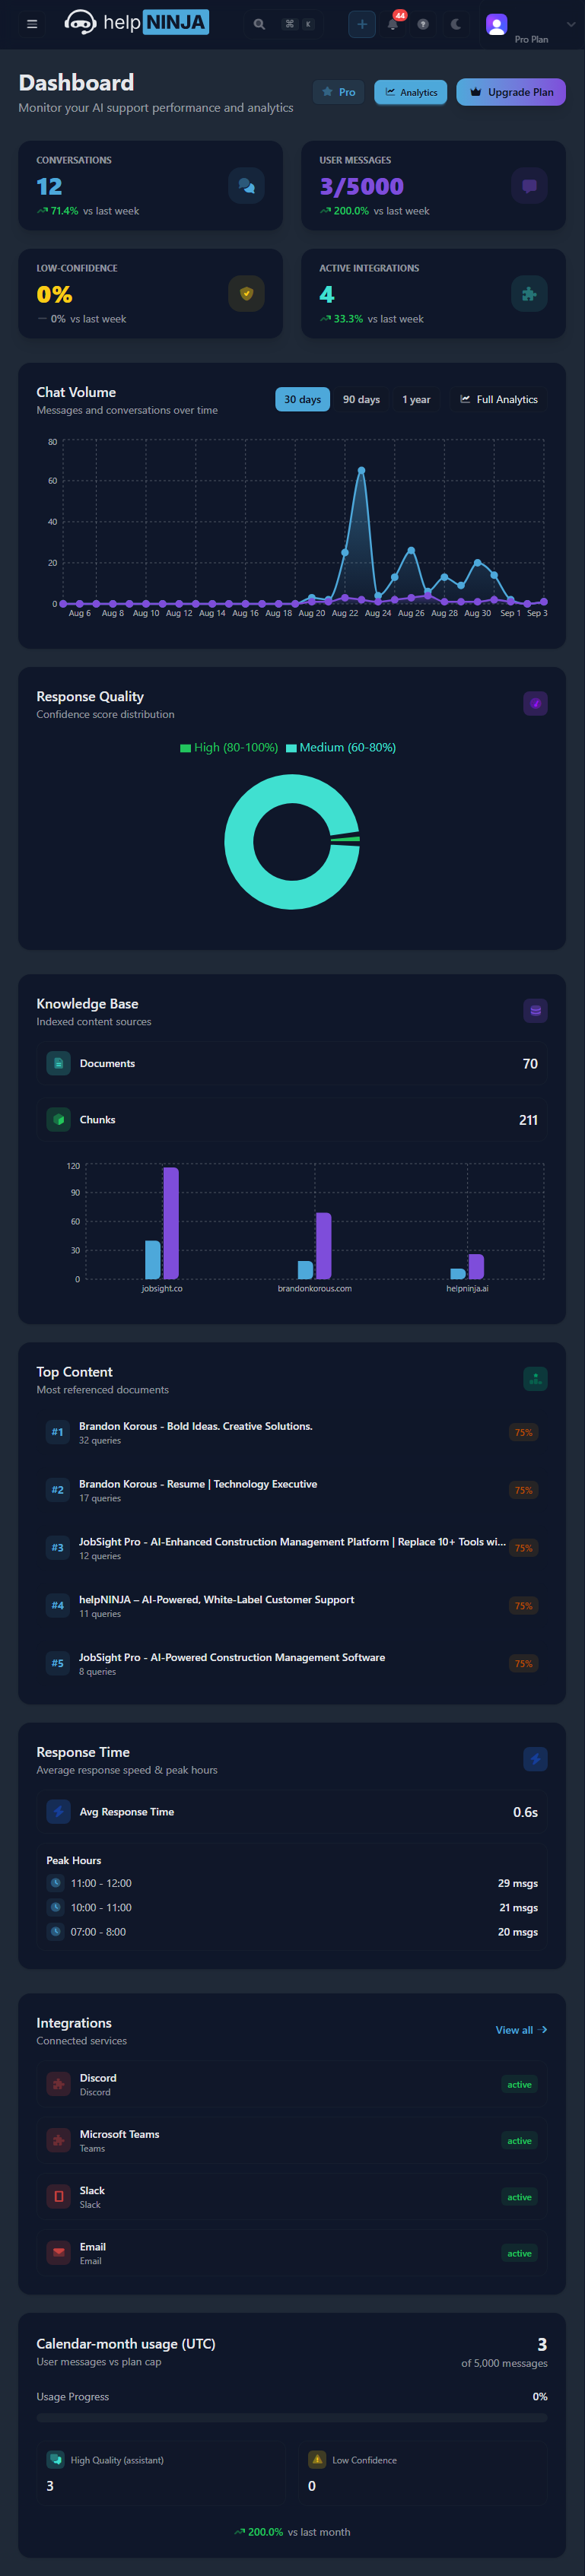 help NINJA
⌘ K
44
Pro Plan
Dashboard
Monitor your AI support performance and analytics
Pro
Analytics
Upgrade Plan
CONVERSATIONS
12
71.4% vs last week
USER MESSAGES
3/5000
200.0% vs last week
LOW-CONFIDENCE
0%
0% vs last week
ACTIVE INTEGRATIONS
4
33.3% vs last week
Chat Volume
Messages and conversations over time
30 days
90 days
1 year
Full Analytics
80
60
40
20
0
Aug 6 Aug 8 Aug 10 Aug 12 Aug 14 Aug 16 Aug 18 Aug 20 Aug 22 Aug 24 Aug 26 Aug 28 Aug 30 Sep 1 Sep 3
Response Quality
Confidence score distribution
High (80-100%) Medium (60-80%)
Knowledge Base
Indexed content sources
Documents 70
Chunks 211
120
90
60
30
0
jobsight.co brandonkorous.com helpninja.ai
Top Content
Most referenced documents
#1 Brandon Korous - Bold Ideas. Creative Solutions. 75%
32 queries
#2 Brandon Korous - Resume | Technology Executive 75%
17 queries
#3 JobSight Pro - AI-Enhanced Construction Management Platform | Replace 10+ Tools wi... 75%
12 queries
#4 helpNINJA – AI-Powered, White-Label Customer Support 75%
11 queries
#5 JobSight Pro - AI-Powered Construction Management Software 75%
8 queries
Response Time
Average response speed & peak hours
Avg Response Time 0.6s
Peak Hours
11:00 - 12:00 29 msgs
10:00 - 11:00 21 msgs
07:00 - 8:00 20 msgs
Integrations
Connected services
View all
Discord
Discord
active
Microsoft Teams
Teams
active
Slack
Slack
active
Email
Email
active
Calendar-month usage (UTC)
User messages vs plan cap
3
of 5,000 messages
Usage Progress 0%
High Quality (assistant)
3
Low Confidence
0
200.0% vs last month